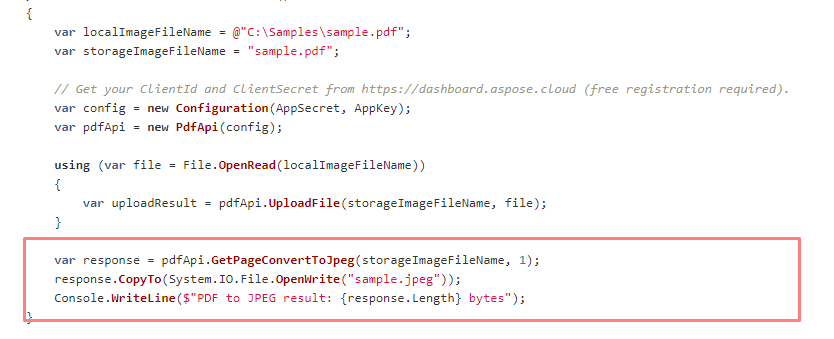 {
var localImageFileName = @"C:\Samples\sample.pdf";
var storageImageFileName = "sample.pdf";
// Get your ClientId and ClientSecret from https://dashboard.aspose.cloud (free registration required).
var config = new Configuration(AppSecret, AppKey);
var pdfApi = new PdfApi(config);
using (var file = File.OpenRead(localImageFileName))
{
var uploadResult = pdfApi.UploadFile(storageImageFileName, file);
}
var response = pdfApi.GetPageConvertToJpeg(storageImageFileName, 1);
response.CopyTo(System.IO.File.OpenWrite("sample.jpeg"));
Console.WriteLine($"PDF to JPEG result: {response.Length} bytes");
}